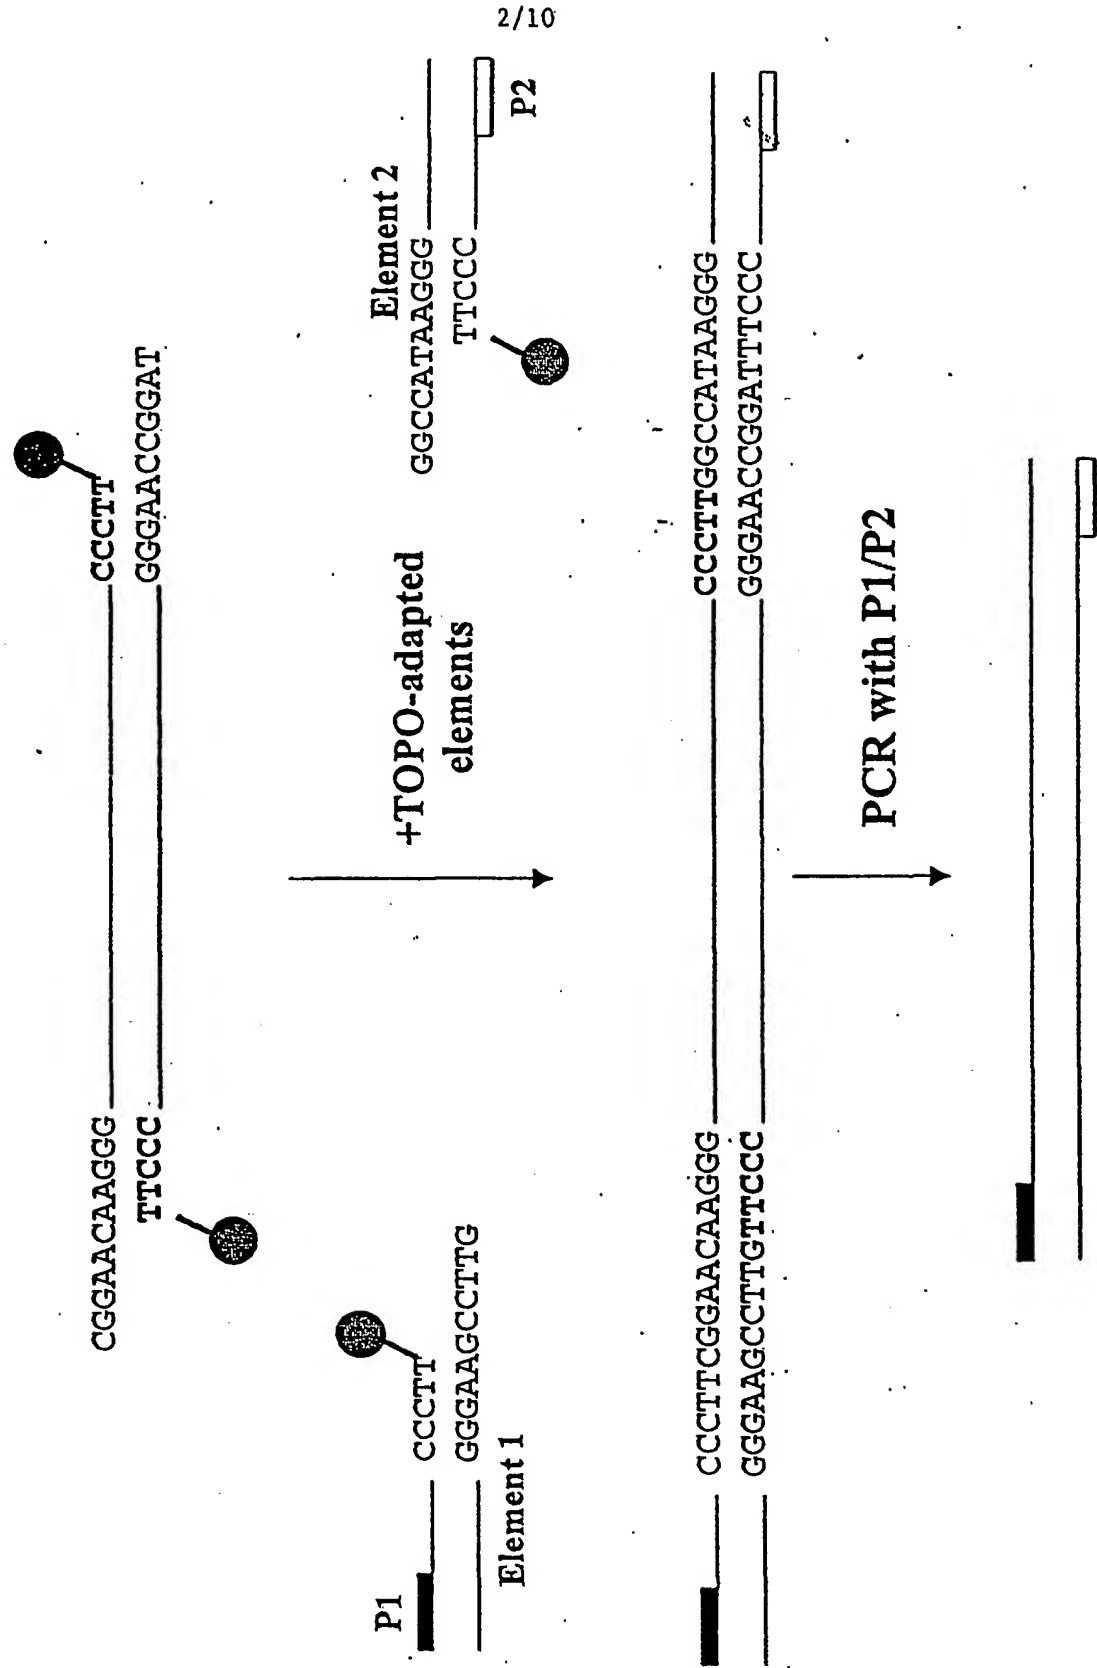 2/10
CGGAACAAGGG CCCTT
TTCCC GGGAACCGGAT
+TOPO-adapted
elements
P1
CCCTT
GGGAAGCCTTG
Element 1
Element 2
GGCCATAAGGG
TTCCC
P2
CCCTTCGGAACAAGGG CCCTTGGCCATAAGGG
GGGAAGCCTTGTTCCC GGGAACCGGATTTCCC
PCR with P1/P2